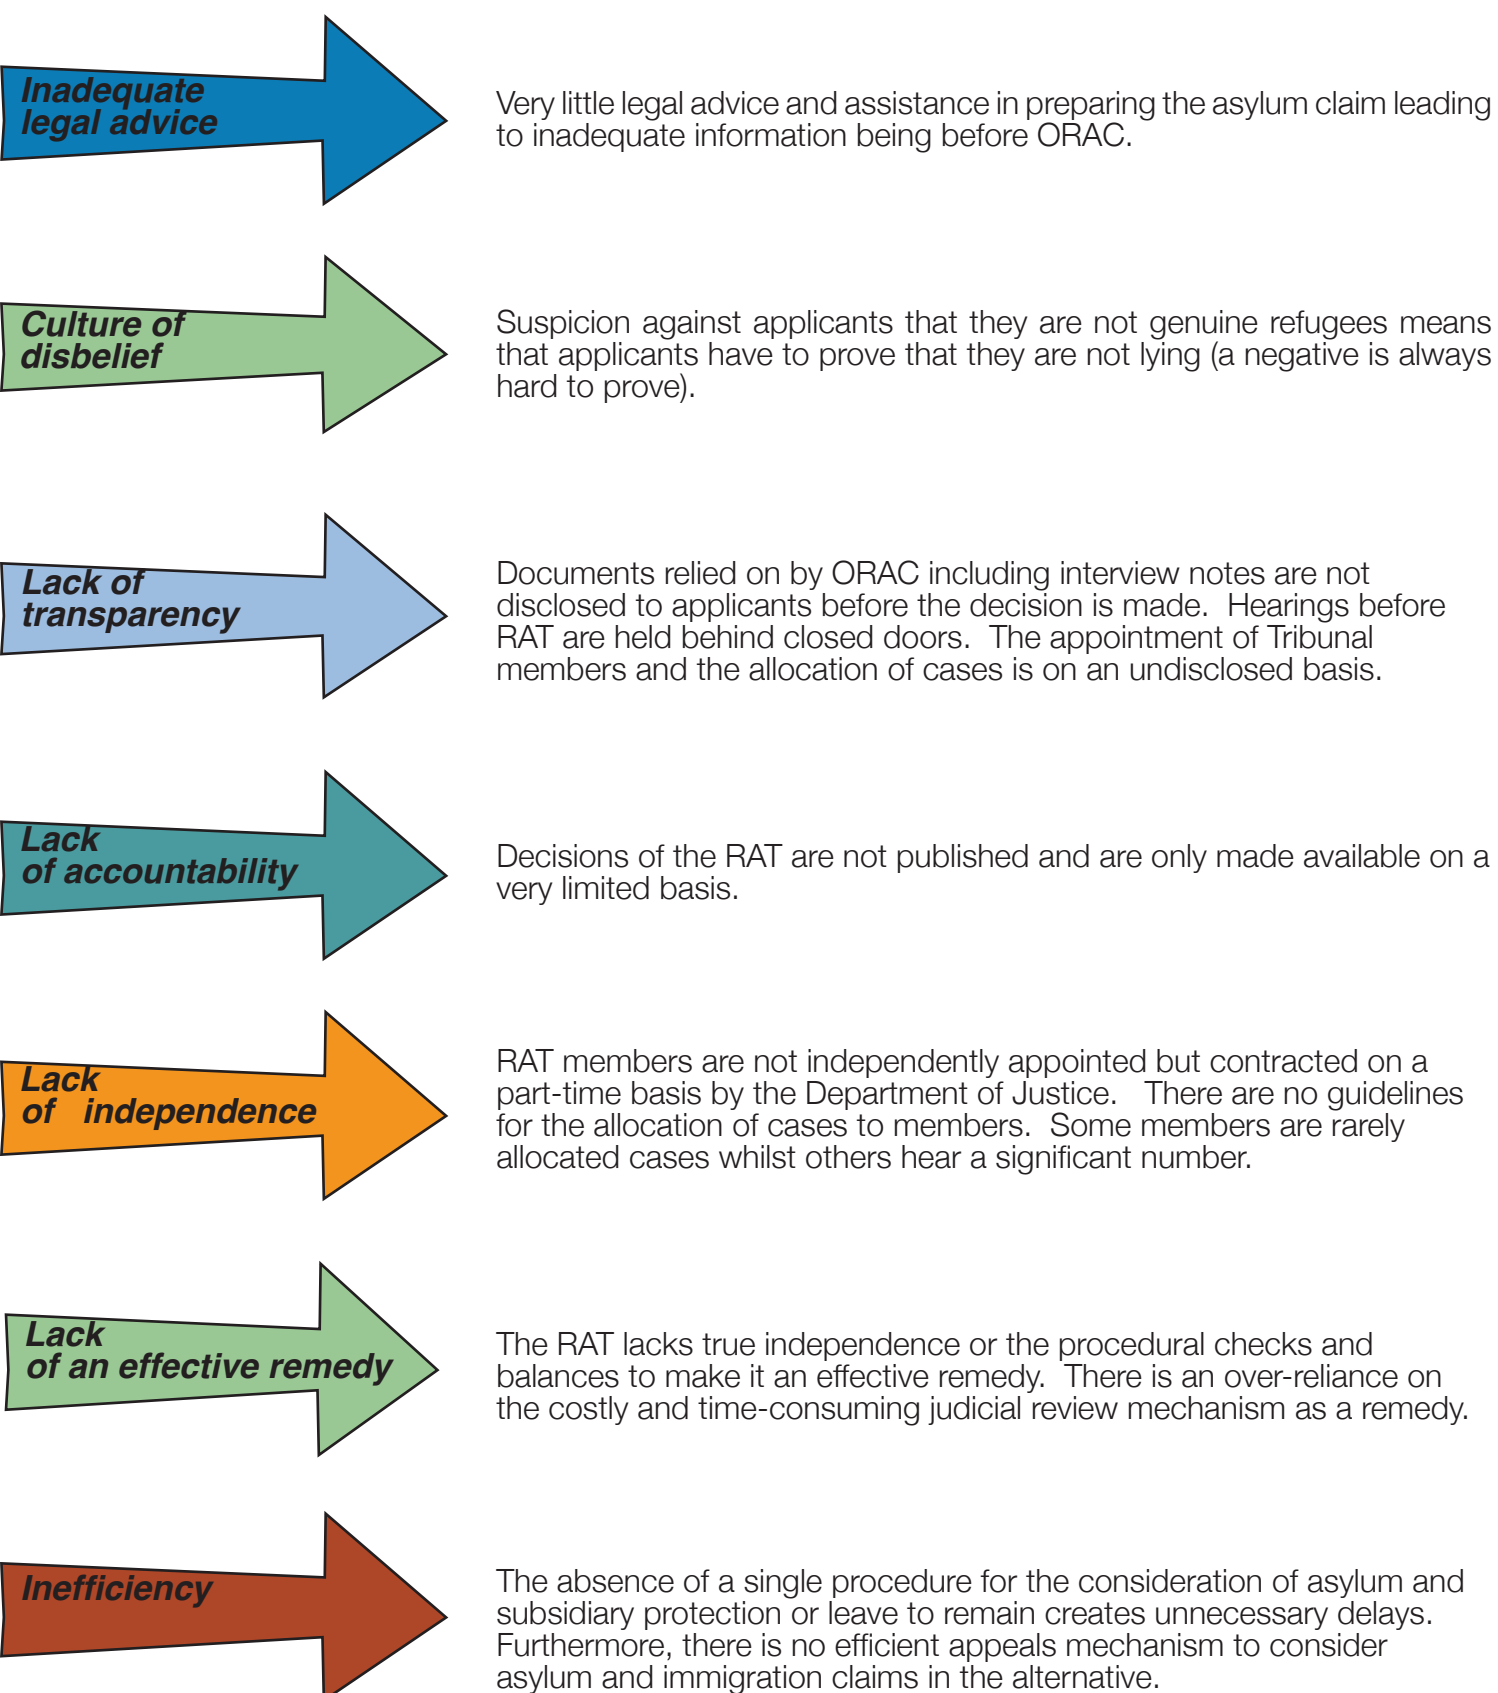 Inadequate
legal advice
Very little legal advice and assistance in preparing the asylum claim leading
to inadequate information being before ORAC.
Culture of
disbelief
Suspicion against applicants that they are not genuine refugees means
that applicants have to prove that they are not lying (a negative is always
hard to prove).
Lack of
transparency
Documents relied on by ORAC including interview notes are not
disclosed to applicants before the decision is made.  Hearings before
RAT are held behind closed doors.  The appointment of Tribunal
members and the allocation of cases is on an undisclosed basis.
Lack
of accountability
Decisions of the RAT are not published and are only made available on a
very limited basis.
Lack
of   independence
RAT members are not independently appointed but contracted on a
part-time basis by the Department of Justice.   There are no guidelines
for the allocation of cases to members.  Some members are rarely
allocated cases whilst others hear a significant number.
Lack
of an effective remedy
The RAT lacks true independence or the procedural checks and
balances to make it an effective remedy.  There is an over-reliance on
the costly and time-consuming judicial review mechanism as a remedy.
Inefficiency
The absence of a single procedure for the consideration of asylum and
subsidiary protection or leave to remain creates unnecessary delays.
Furthermore, there is no efficient appeals mechanism to consider
asylum and immigration claims in the alternative.